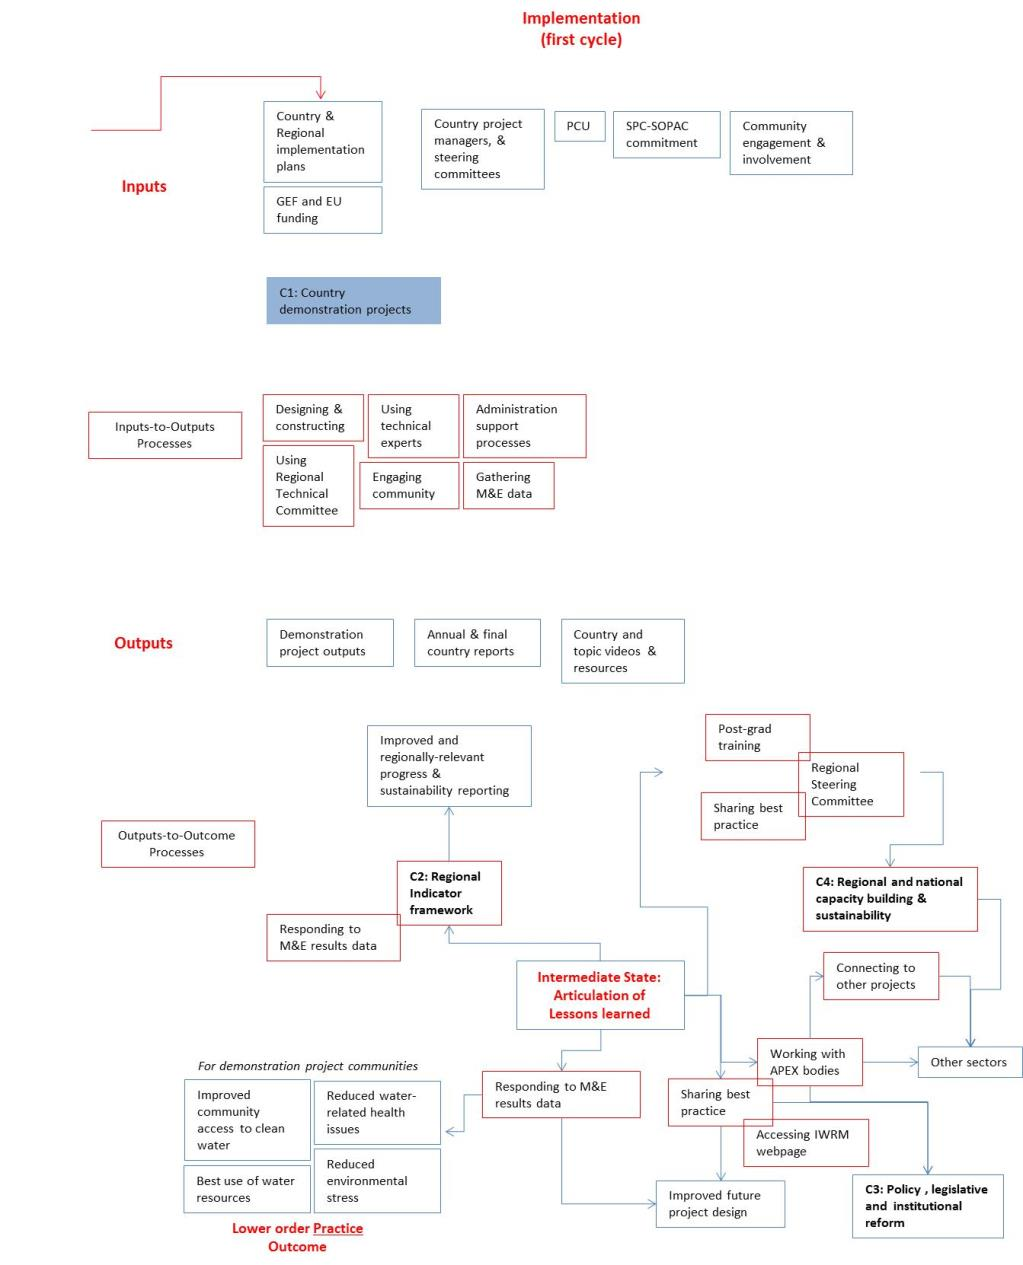 Implementation
(first cycle)
Country &
Regional
implementation
plans
Country project
managers, &
steering
committees
PCU
SPC-SOPAC
commitment
Community
engagement &
involvement
Inputs
GEF and EU
funding
C1: Country
demonstration projects
Inputs-to-Outputs
Processes
Designing &
constructing
Using
technical
experts
Administration
support
processes
Using
Regional
Technical
Committee
Engaging
community
Gathering
M&E data
Outputs
Demonstration
project outputs
Annual & final
country reports
Country and
topic videos &
resources
Improved and
regionally-relevant
progress &
sustainability reporting
Post-grad
training
Regional
Steering
Committee
Sharing best
practice
Outputs-to-Outcome
Processes
C2: Regional
Indicator
framework
C4: Regional and national
capacity building &
sustainability
Responding to
M&E results data
Intermediate State:
Articulation of
Lessons learned
Connecting to
other projects
Working with
APEX bodies
Other sectors
For demonstration project communities
Improved
community
access to clean
water
Reduced water-
related health
issues
Responding to M&E
results data
Sharing best
practice
Accessing IWRM
webpage
Best use of water
resources
Reduced
environmental
stress
Improved future
project design
C3: Policy , legislative
and institutional
reform
Lower order Practice
Outcome